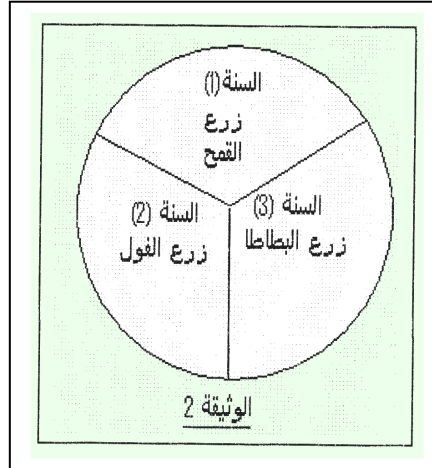 السنة (1)
زرع
القمح
السنة (2)
زرع الفول
السنة (3)
زرع البطاطا
الوثيقة 2